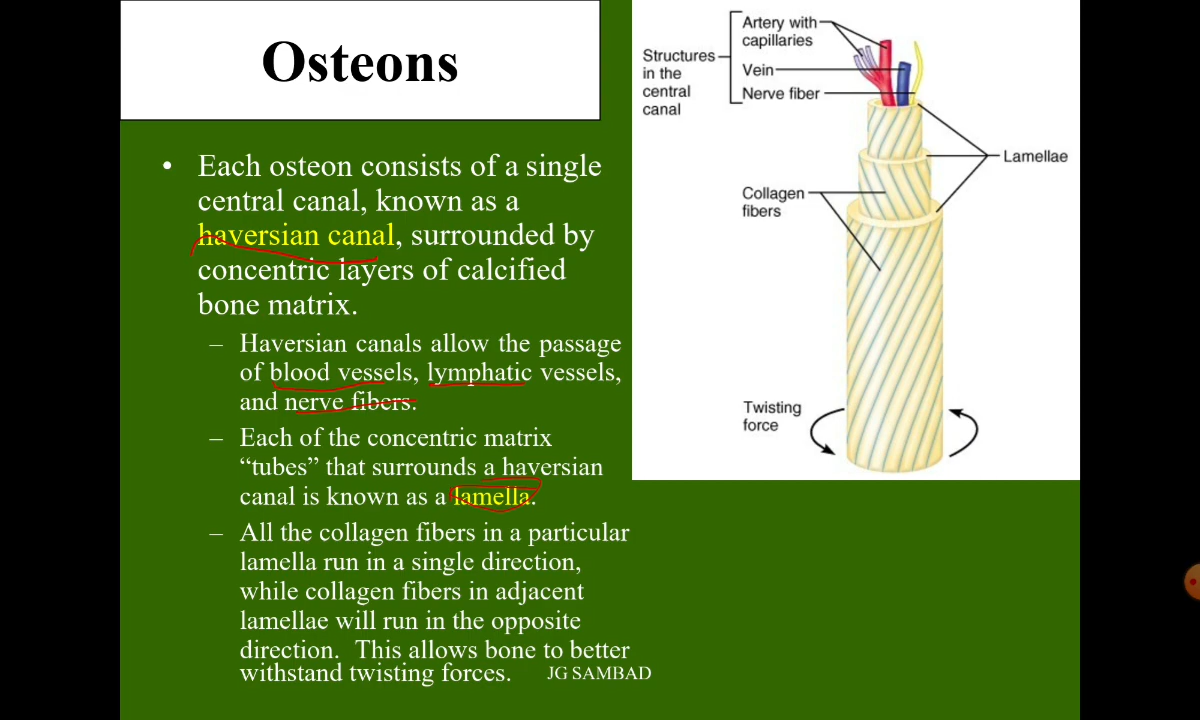 Osteons
• Each osteon consists of a single
central canal, known as a
haversian canal, surrounded by
concentric layers of calcified
bone matrix.
– Haversian canals allow the passage
of blood vessels, lymphatic vessels,
and nerve fibers.
– Each of the concentric matrix
“tubes” that surrounds a haversian
canal is known as a lamella.
– All the collagen fibers in a particular
lamella run in a single direction,
while collagen fibers in adjacent
lamellae will run in the opposite
direction. This allows bone to better
withstand twisting forces.
JG SAMBAD
Structures
in the
central
canal
Artery with
capillaries
Vein
Nerve fiber
Lamellae
Collagen
fibers
Twisting
force